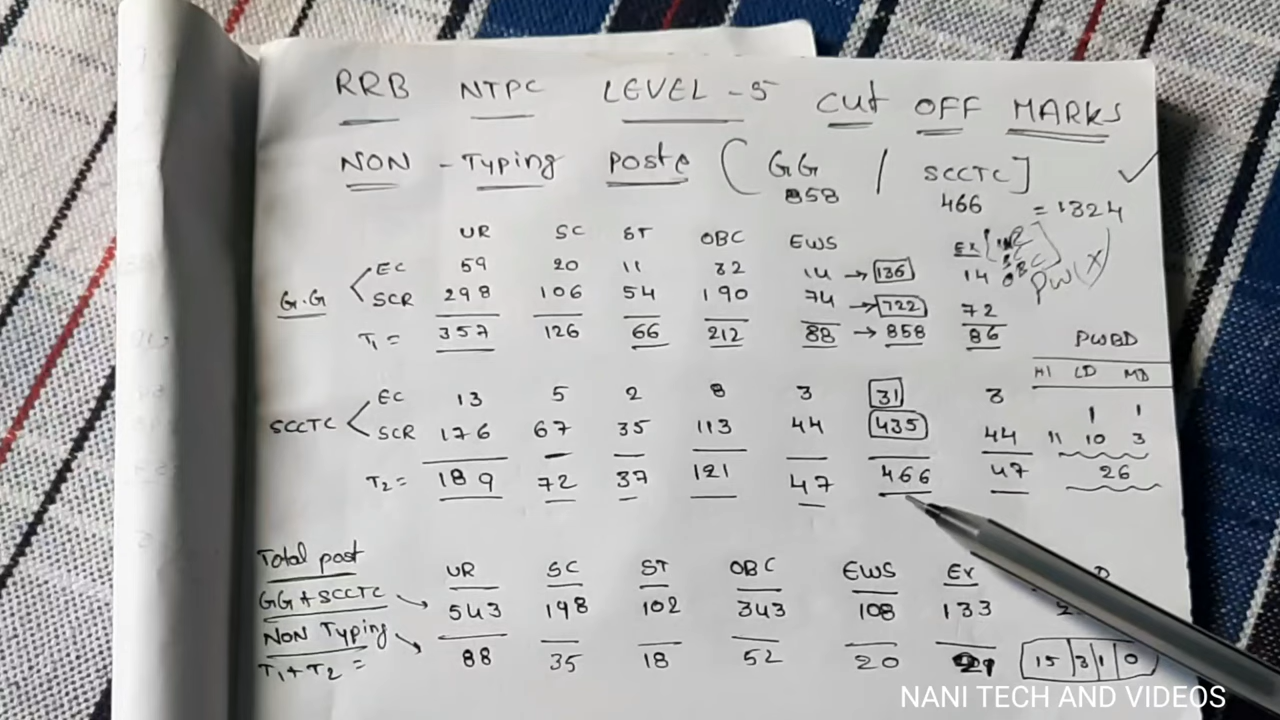 RRB NTPC LEVEL-5 CUT OFF MARKS
NON - Typing Posts ( GG / SCCTC ]
858 466 = 1324
UR SC ST OBC EWS Ex
EC 59 20 11 32 14 → 136 14
G.G
SCR 298 106 54 190 74 → 722 72
T1 = 357 126 66 212 88 → 858 86
PWBD
HI LD MD
EC 13 5 2 8 3 31 3 1 1
SCCTC
SCR 176 67 35 113 44 435 44 11 10 3
T2 = 189 72 37 121 47 466 47 26
Total post
UR SC ST OBC EWS Ex
GG + SCCTC → 543 198 102 343 108 133
NON Typing
T1 + T2 = 88 35 18 52 20 29 15 3 1 0
NANI TECH AND VIDEOS